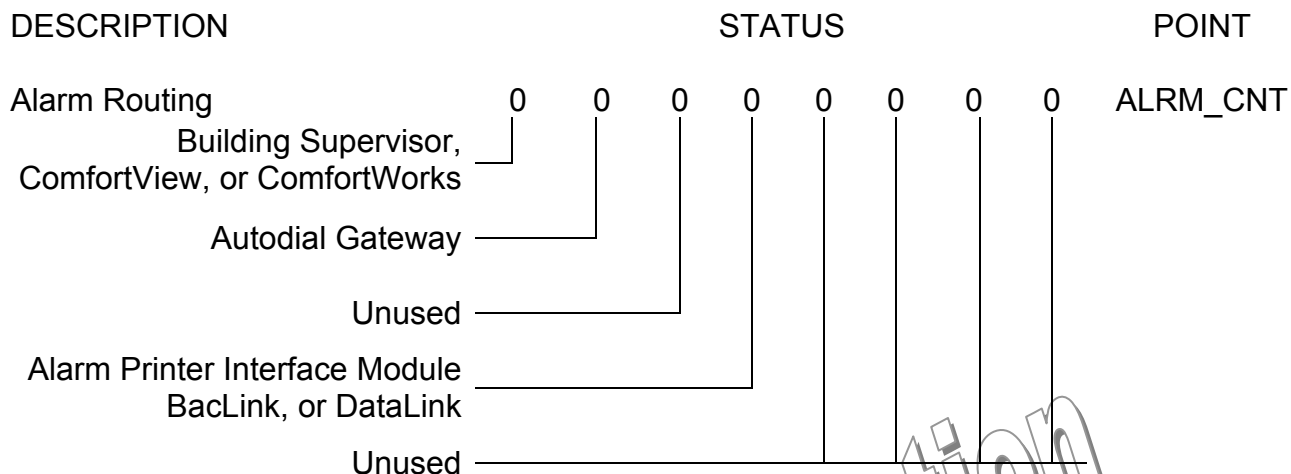 DESCRIPTION STATUS POINT
Alarm Routing 0 0 0 0 0 0 0 0 ALRM_CNT
Building Supervisor,
ComfortView, or ComfortWorks
Autodial Gateway
Unused
Alarm Printer Interface Module
BacLink, or DataLink
Unused